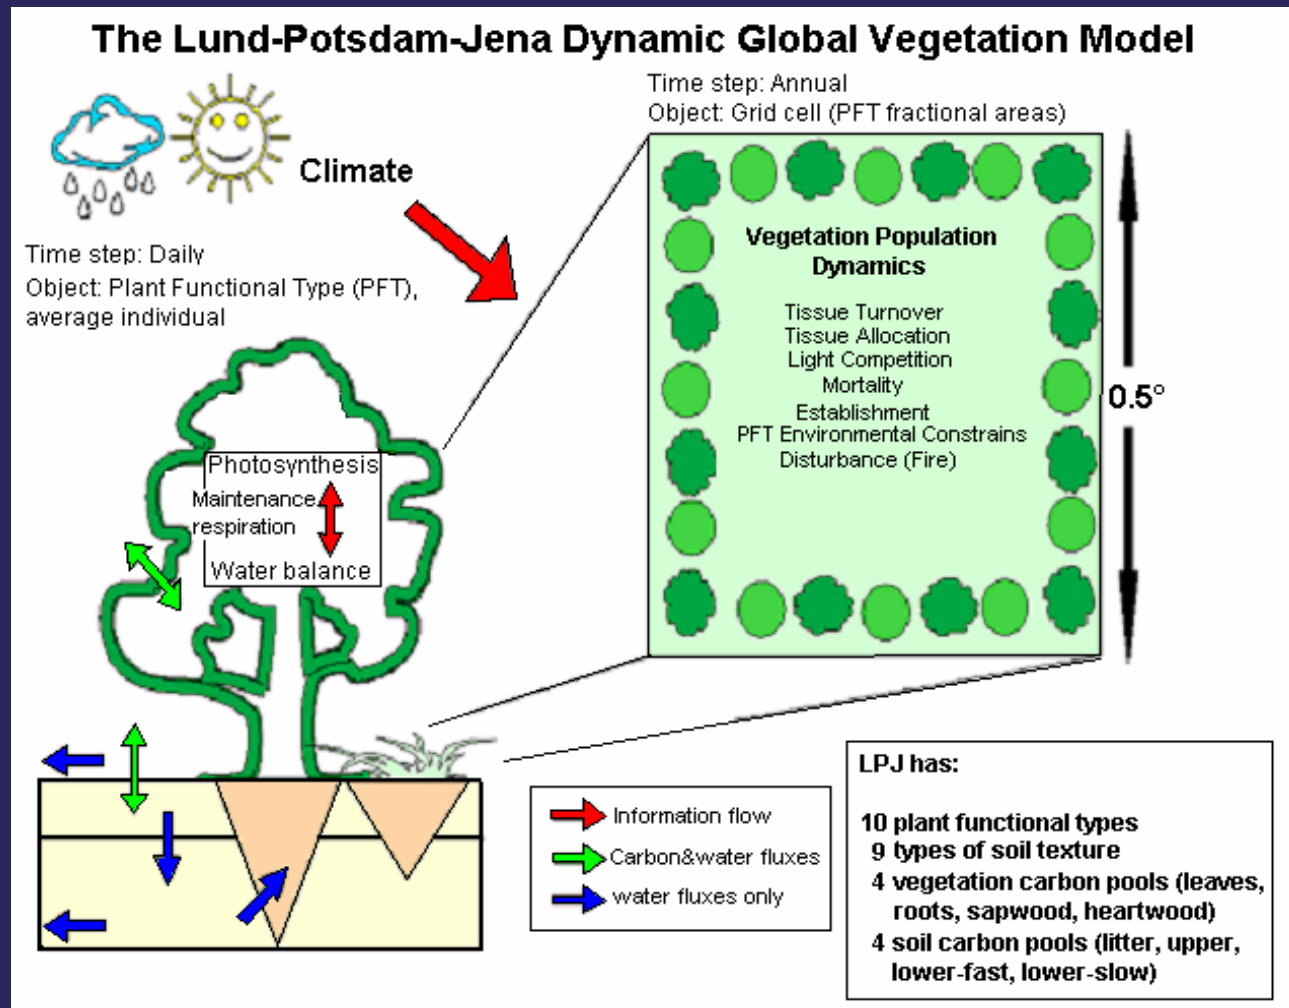 The Lund-Potsdam-Jena Dynamic Global Vegetation Model
Time step: Annual
Object: Grid cell (PFT fractional areas)
Climate
Time step: Daily
Object: Plant Functional Type (PFT),
average individual
Vegetation Population
Dynamics
Tissue Turnover
Tissue Allocation
Light Competition
Mortality
Establishment
PFT Environmental Constrains
Disturbance (Fire)
0.5°
Photosynthesis
Maintenance
respiration
Water balance
Information flow
Carbon&water fluxes
water fluxes only
LPJ has:
10 plant functional types
9 types of soil texture
4 vegetation carbon pools (leaves,
roots, sapwood, heartwood)
4 soil carbon pools (litter, upper,
lower-fast, lower-slow)